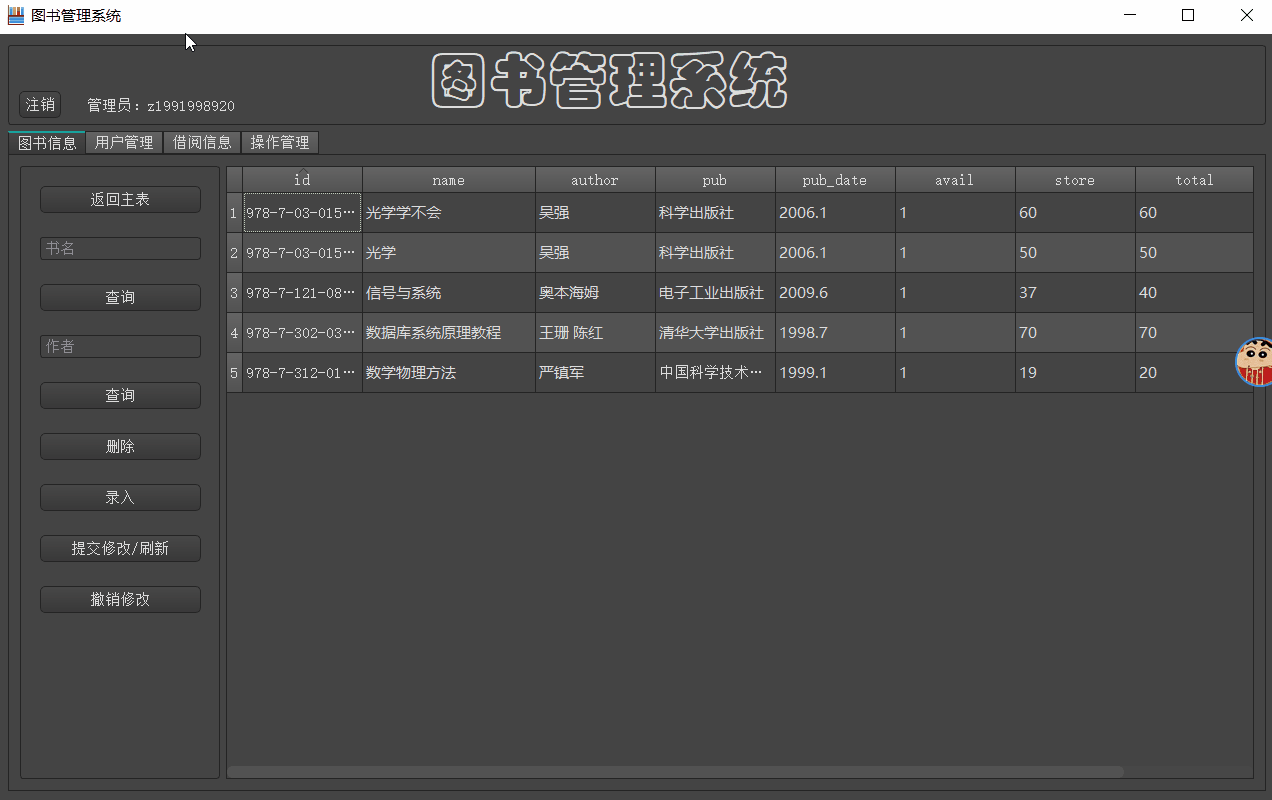 图书管理系统
图书管理系统
注销 管理员：z1991998920
图书信息 用户管理 借阅信息 操作管理
返回主表
书名
查询
作者
查询
删除
录入
提交修改/刷新
撤销修改
id name author pub pub_date avail store total
1 978-7-03-015… 光学学不会 吴强 科学出版社 2006.1 1 60 60
2 978-7-03-015… 光学 吴强 科学出版社 2006.1 1 50 50
3 978-7-121-08… 信号与系统 奥本海姆 电子工业出版社 2009.6 1 37 40
4 978-7-302-03… 数据库系统原理教程 王珊 陈红 清华大学出版社 1998.7 1 70 70
5 978-7-312-01… 数学物理方法 严镇军 中国科学技术… 1999.1 1 19 20